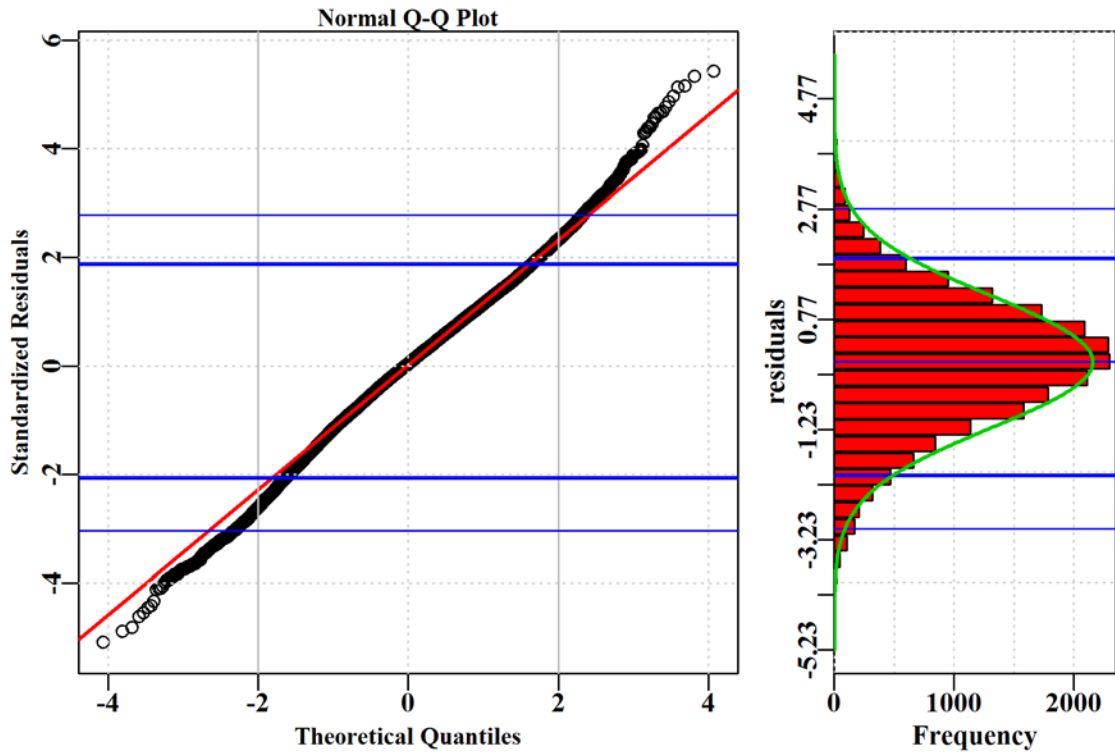 Normal Q-Q Plot
6
4
2
0
-2
-4
Standardized Residuals
-4 -2 0 2 4
Theoretical Quantiles
4.77
2.77
0.77
-1.23
-3.23
-5.23
residuals
0 1000 2000
Frequency